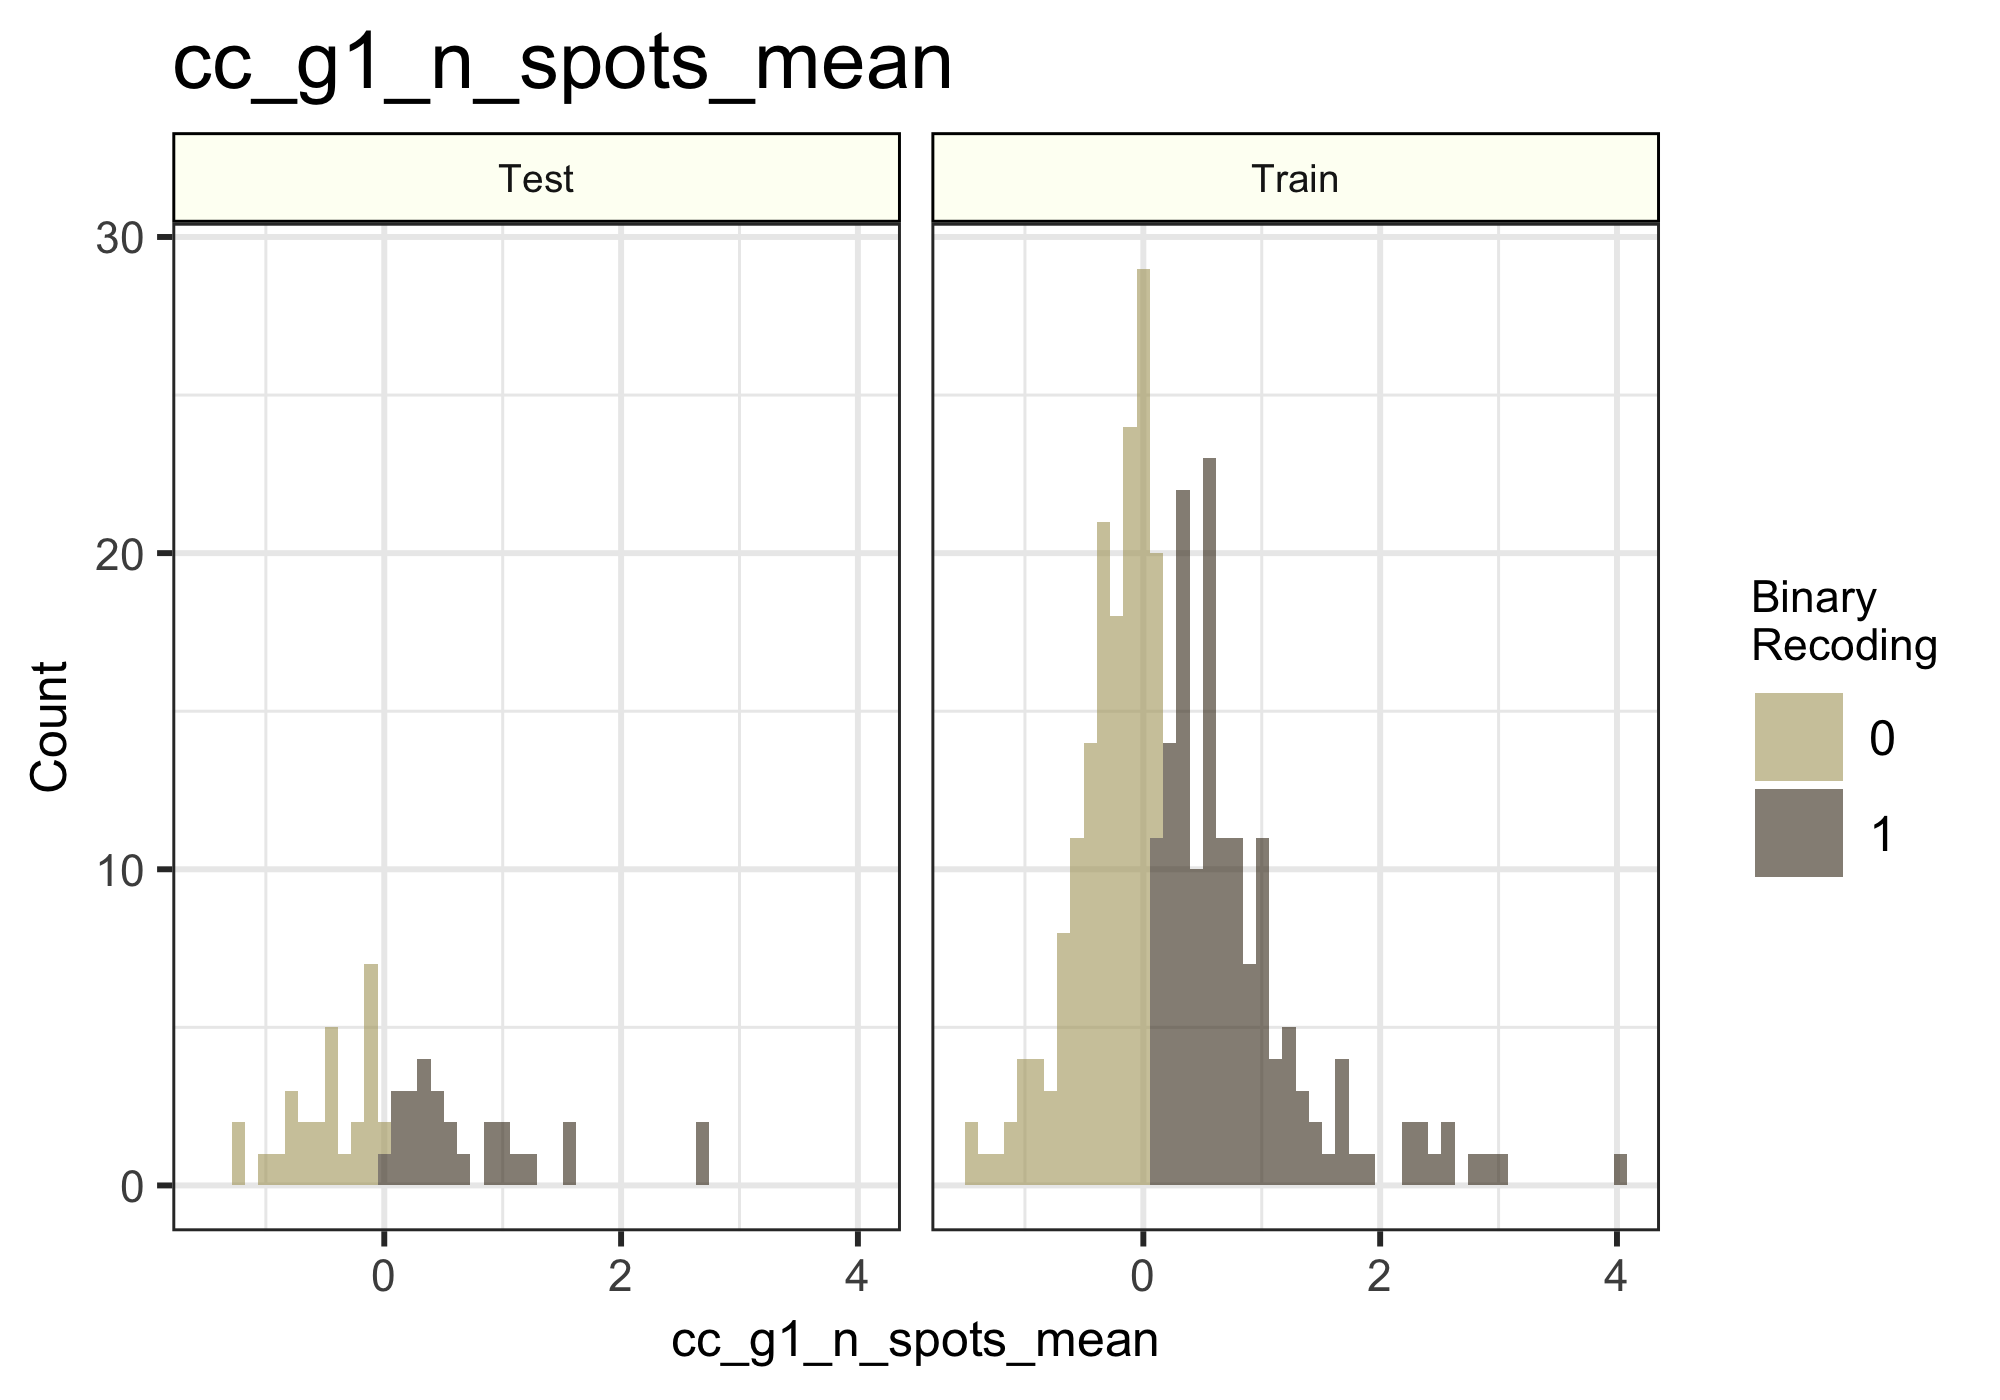 cc_g1_n_spots_mean
Test
Train
30
20
10
0
Count
0
2
4
0
2
4
cc_g1_n_spots_mean
Binary
Recoding
0
1